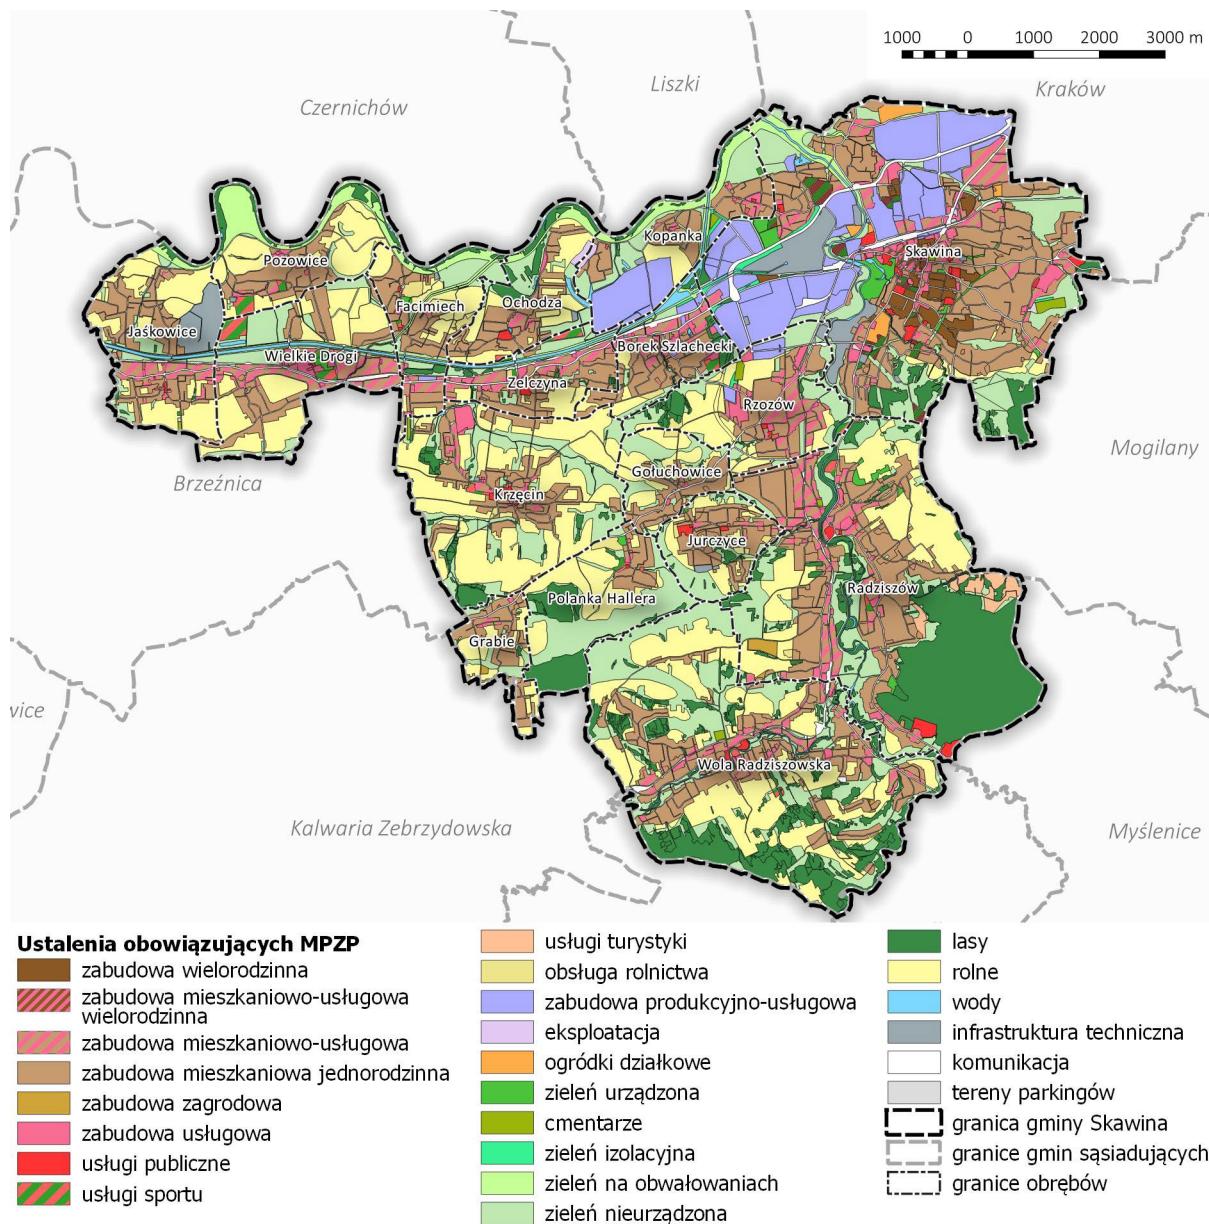 1000 0 1000 2000 3000 m
Liszki
Kraków
Czernichów
Kopanka
Skawina
Pozowice
Facimiech
Ochodza
Jaśkowice
Borek Szlachecki
Wielkie Drogi
Zelczyna
Rzozów
Mogilany
Gołuchowice
Brzeźnica
Krzęcin
Jurczyce
Radziszów
Polanka Hallera
Grabie
vice
Wola Radziszowska
Kalwaria Zebrzydowska
Myślenice
Ustalenia obowiązujących MPZP
zabudowa wielorodzinna
zabudowa mieszkaniowo-usługowa
wielorodzinna
zabudowa mieszkaniowo-usługowa
zabudowa mieszkaniowa jednorodzinna
zabudowa zagrodowa
zabudowa usługowa
usługi publiczne
usługi sportu
usługi turystyki
obsługa rolnictwa
zabudowa produkcyjno-usługowa
eksploatacja
ogródki działkowe
zieleń urządzona
cmentarze
zieleń izolacyjna
zieleń na obwałowaniach
zieleń nieurządzona
lasy
rolne
wody
infrastruktura techniczna
komunikacja
tereny parkingów
granica gminy Skawina
granice gmin sąsiadujących
granice obrębów